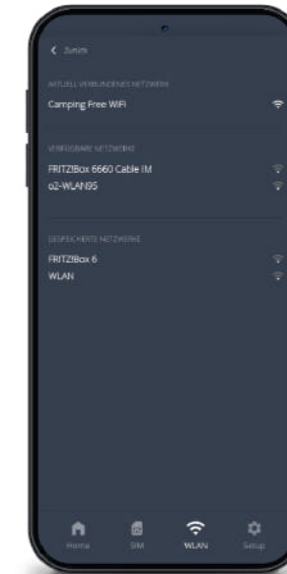 Zurück
AKTUELL VERBUNDENES NETZWERK
Camping Free WiFi
VERFÜGBARE NETZWERKE
FRITZ!Box 6660 Cable IM
o2-WLAN95
GESPEICHERTE NETZWERKE
FRITZ!Box 6
WLAN
Home
SIM
WLAN
Setup